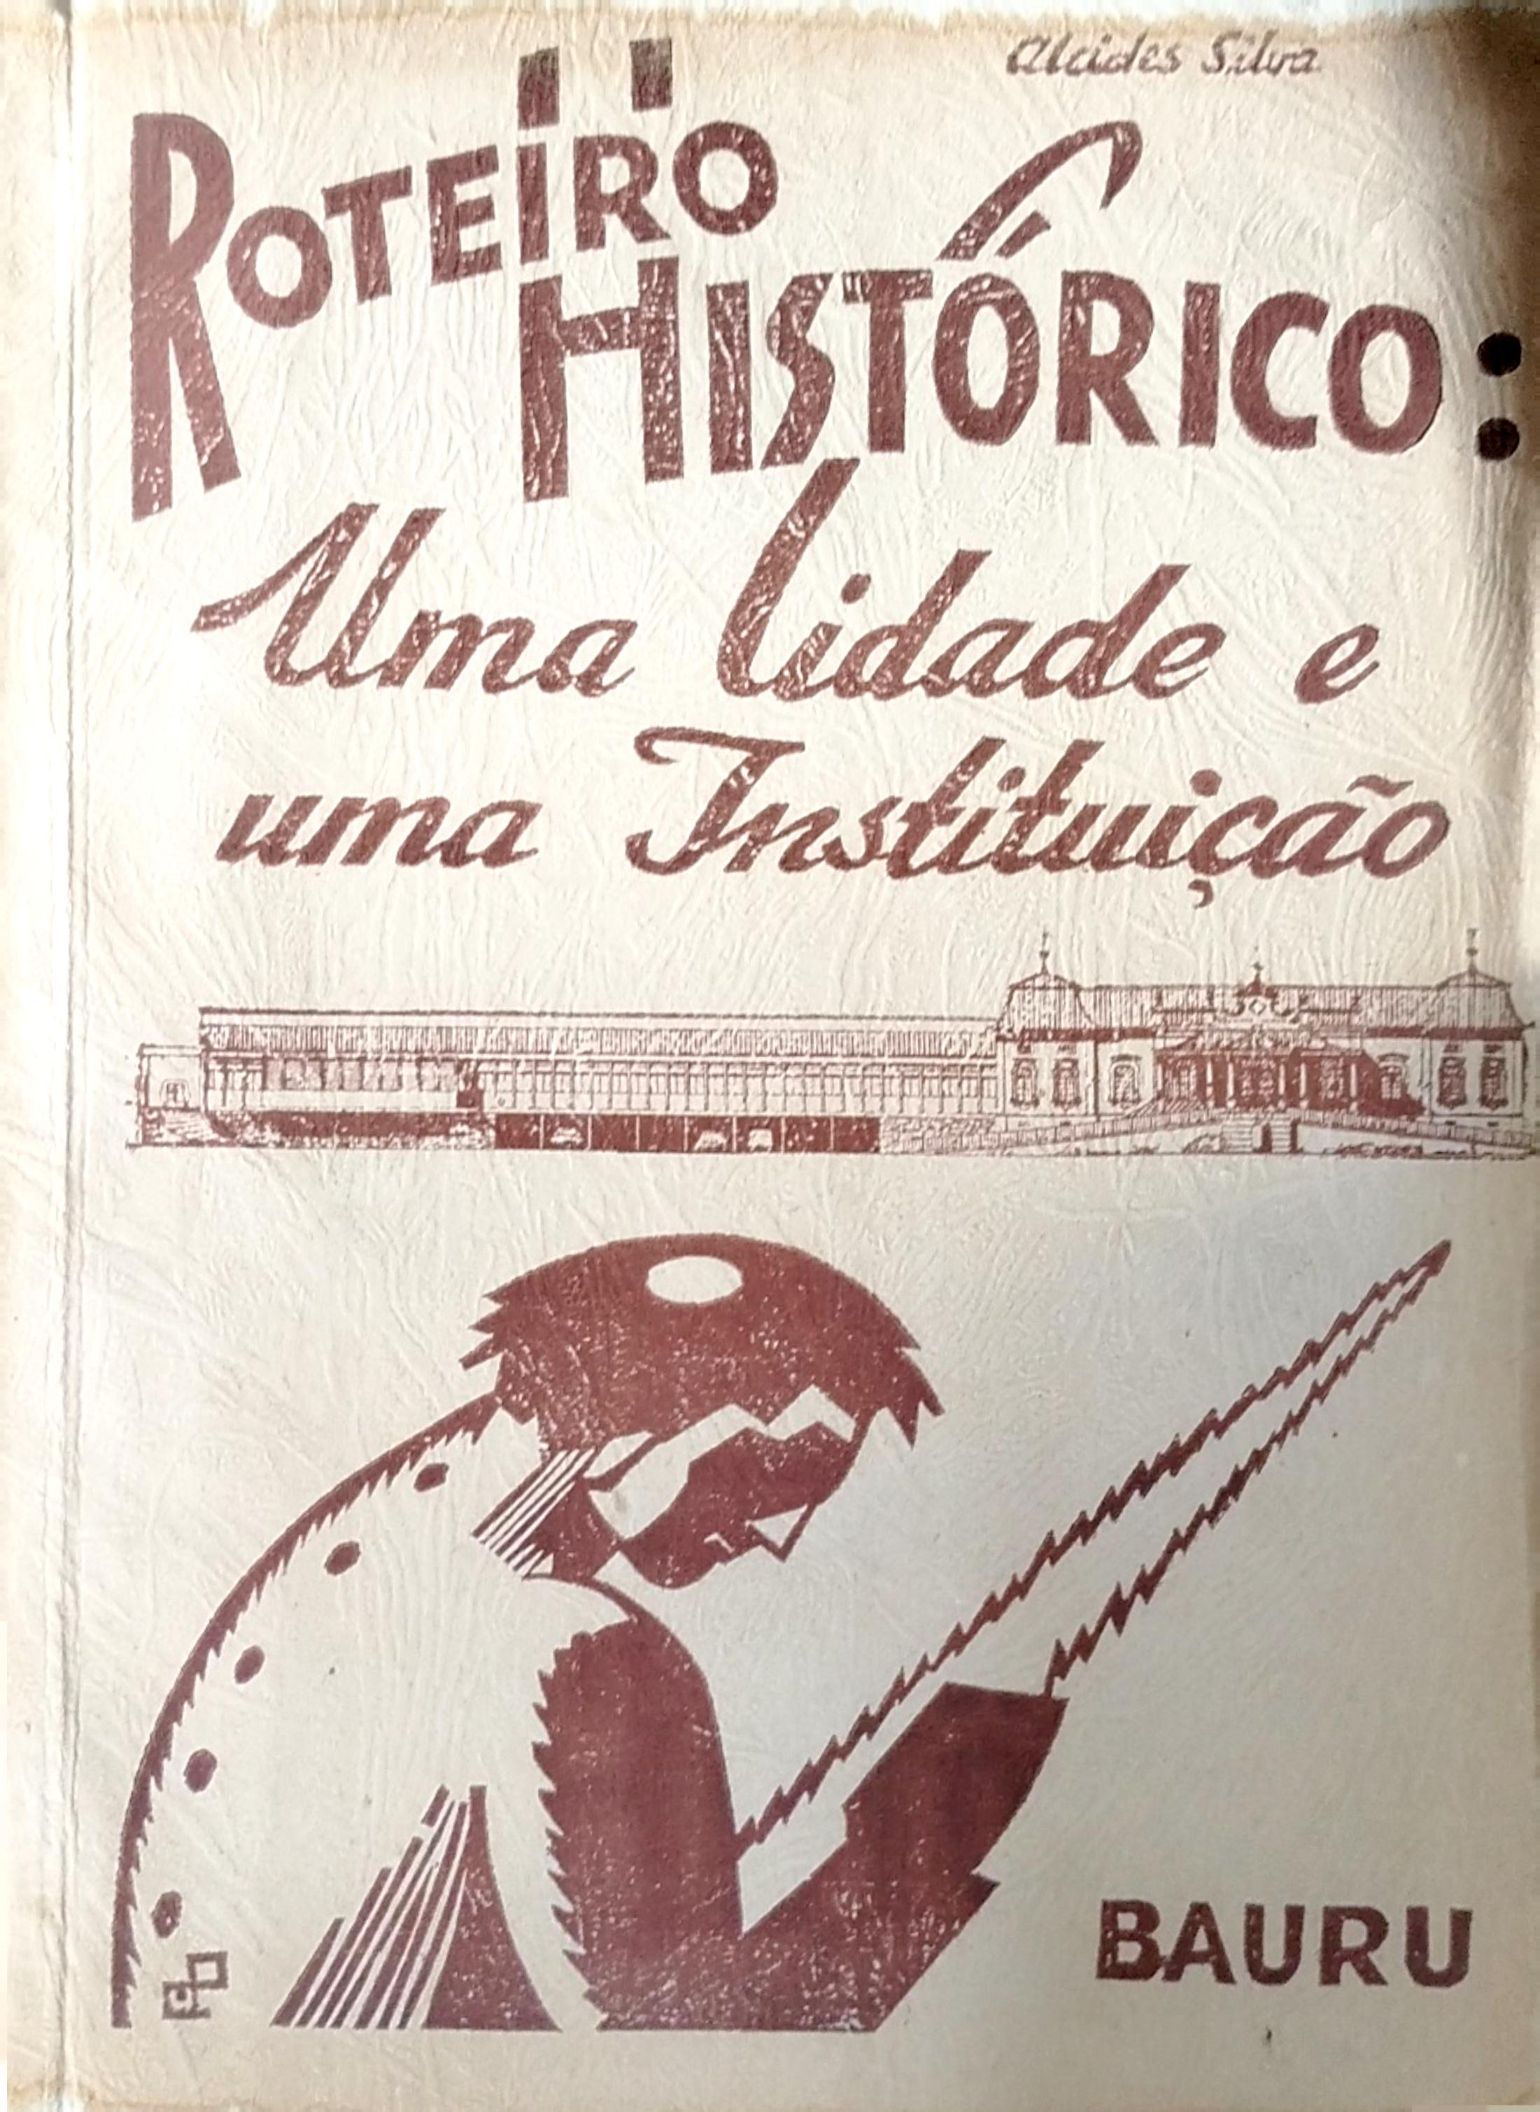 Alcides Silva
ROTEIRO
HISTÓRICO:
Uma Cidade e
uma Instituição
BAURU